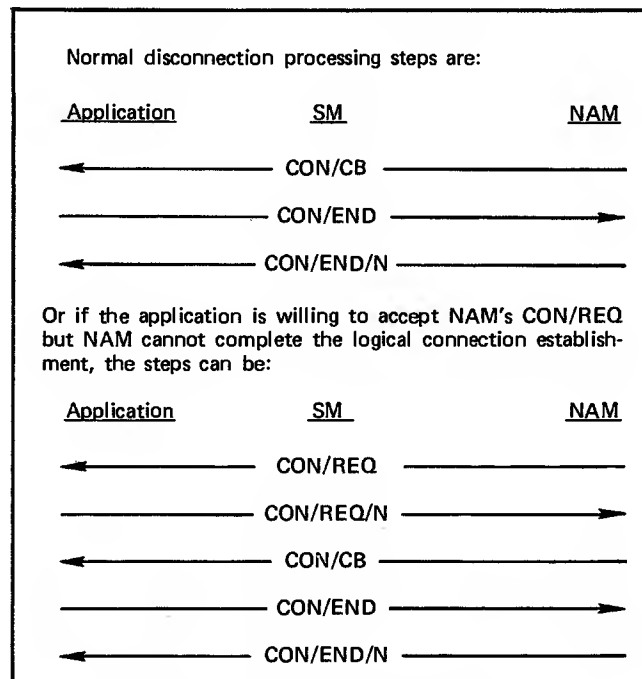 Normal disconnection processing steps are:
Application SM NAM
CON/CB
CON/END
CON/END/N
Or if the application is willing to accept NAM's CON/REQ
but NAM cannot complete the logical connection establish-
ment, the steps can be:
Application SM NAM
CON/REQ
CON/REQ/N
CON/CB
CON/END
CON/END/N